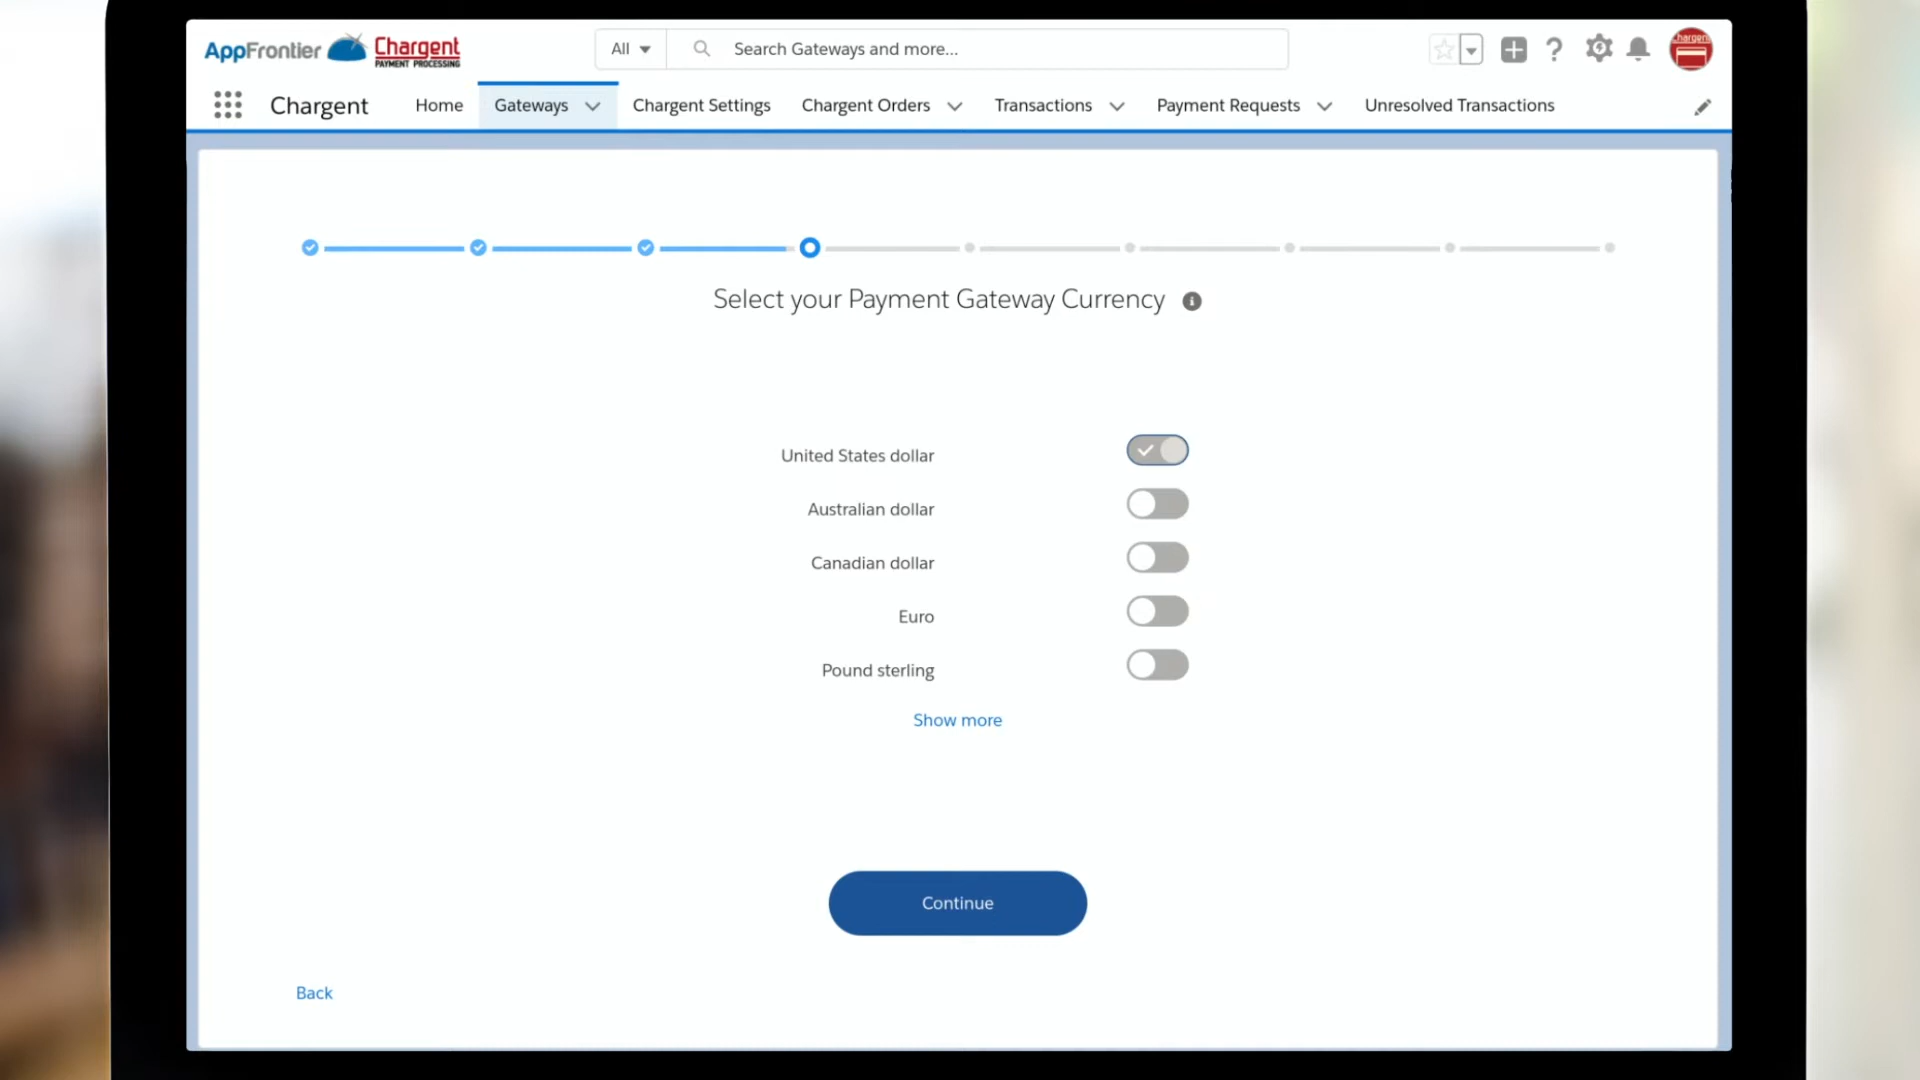 AppFrontier Chargent
PAYMENT PROCESSING
All
Search Gateways and more...
Chargent
Chargent
Home
Gateways
Chargent Settings
Chargent Orders
Transactions
Payment Requests
Unresolved Transactions
Select your Payment Gateway Currency
United States dollar
Australian dollar
Canadian dollar
Euro
Pound sterling
Show more
Continue
Back